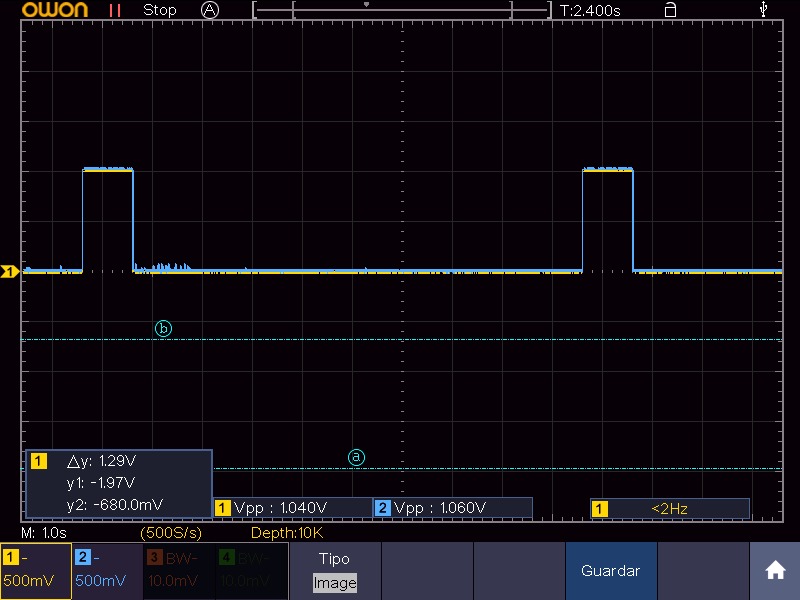 OWON Stop A T:2.400s
1
b
a
1 △y: 1.29V
y1: -1.97V
y2: -680.0mV
1 Vpp : 1.040V 2 Vpp : 1.060V 1 <2Hz
M: 1.0s (500S/s) Depth:10K
1 - 2 - 3 BW- 4 BW- Tipo
500mV 500mV 10.0mV 10.0mV Image Guardar